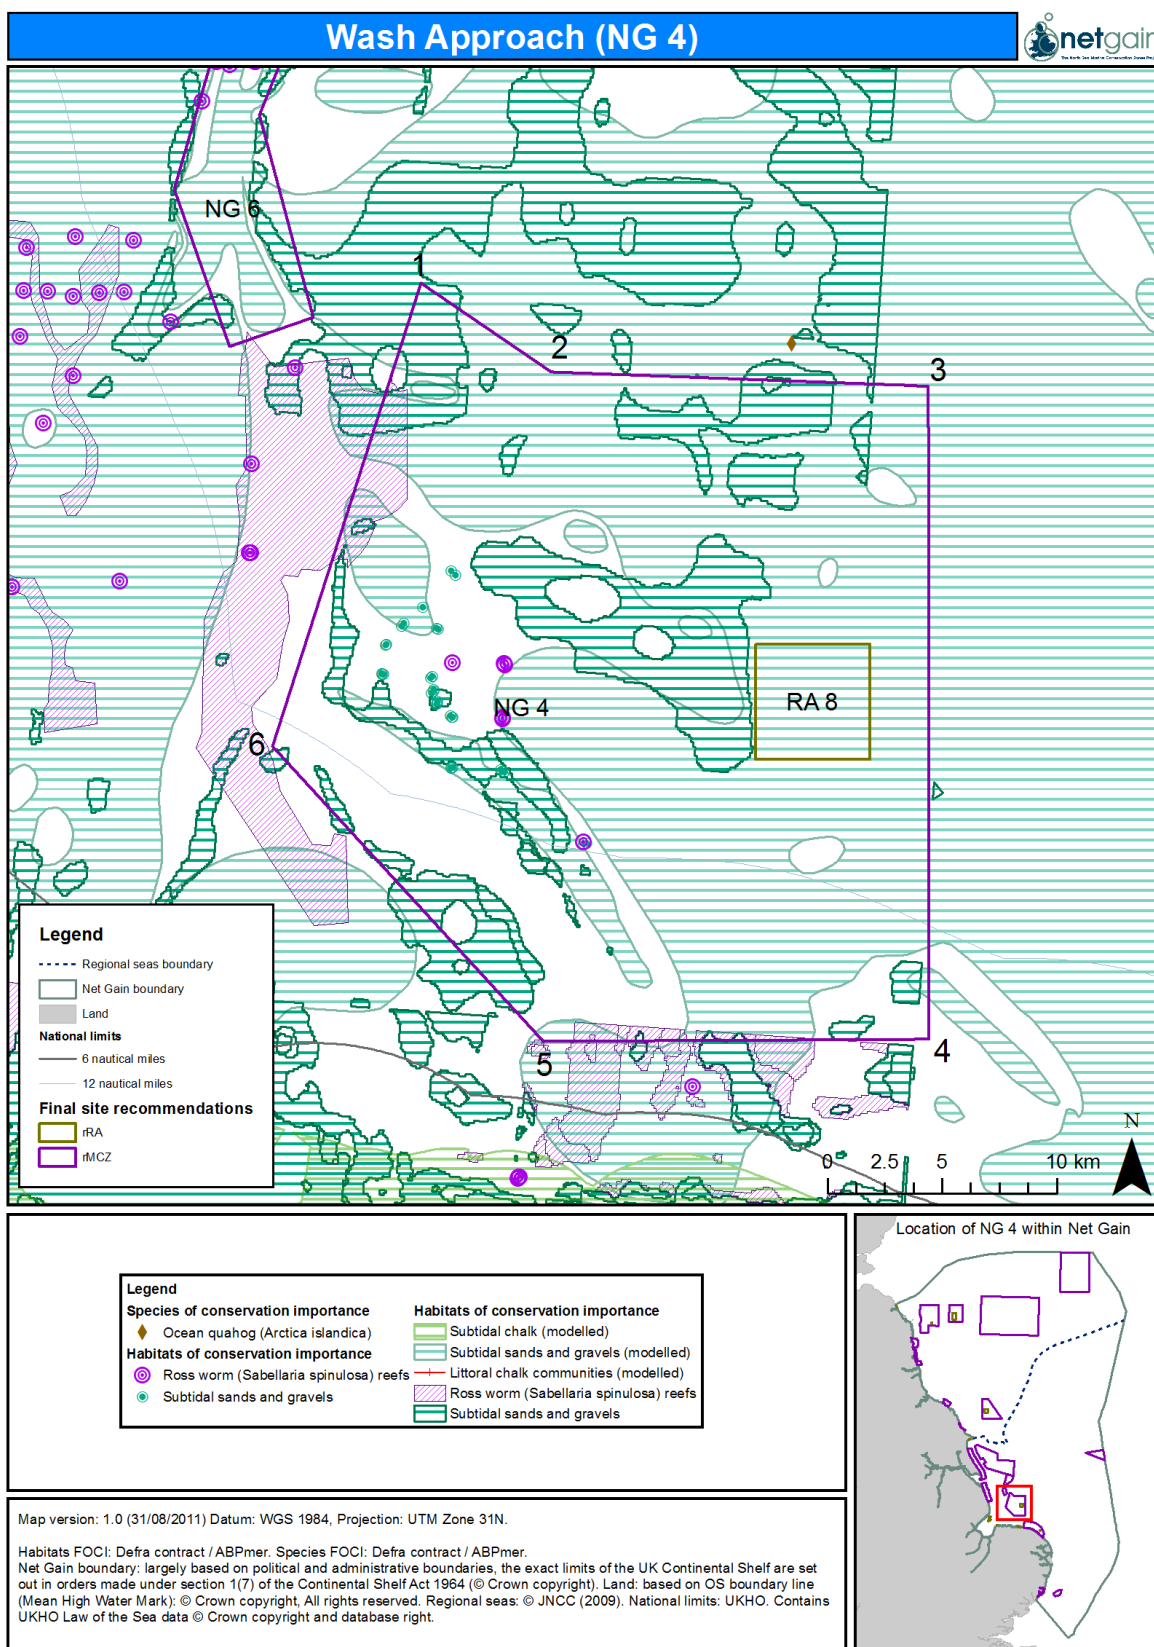 Wash Approach (NG 4)
netgain
NG 6
1
2
3
RA 8
NG 4
6
5
4
Legend
Regional seas boundary
Net Gain boundary
Land
National limits
6 nautical miles
12 nautical miles
Final site recommendations
rRA
rMCZ
N
0 2.5 5 10 km
Location of NG 4 within Net Gain
Legend
Species of conservation importance
Ocean quahog (Arctica islandica)
Habitats of conservation importance
Ross worm (Sabellaria spinulosa) reefs
Subtidal sands and gravels
Habitats of conservation importance
Subtidal chalk (modelled)
Subtidal sands and gravels (modelled)
Littoral chalk communities (modelled)
Ross worm (Sabellaria spinulosa) reefs
Subtidal sands and gravels
Map version: 1.0 (31/08/2011) Datum: WGS 1984, Projection: UTM Zone 31N.
Habitats FOCI: Defra contract / ABPmer. Species FOCI: Defra contract / ABPmer.
Net Gain boundary: largely based on political and administrative boundaries, the exact limits of the UK Continental Shelf are set
out in orders made under section 1(7) of the Continental Shelf Act 1964 (© Crown copyright). Land: based on OS boundary line
(Mean High Water Mark): © Crown copyright, All rights reserved. Regional seas: © JNCC (2009). National limits: UKHO. Contains
UKHO Law of the Sea data © Crown copyright and database right.